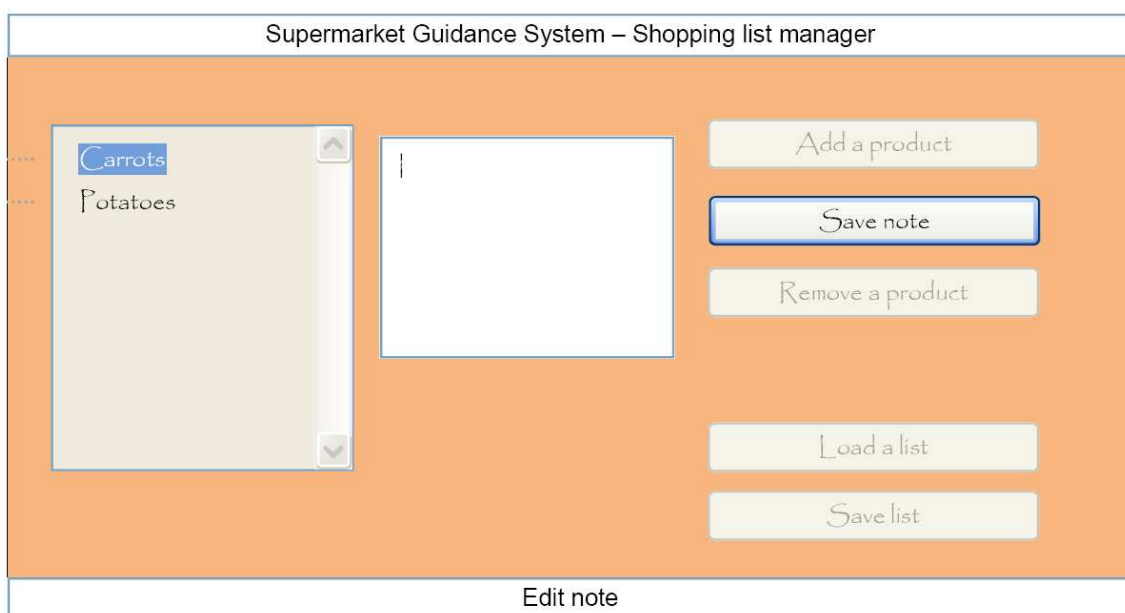 Supermarket Guidance System – Shopping list manager
Carrots
Potatoes
Add a product
Save note
Remove a product
Load a list
Save list
Edit note